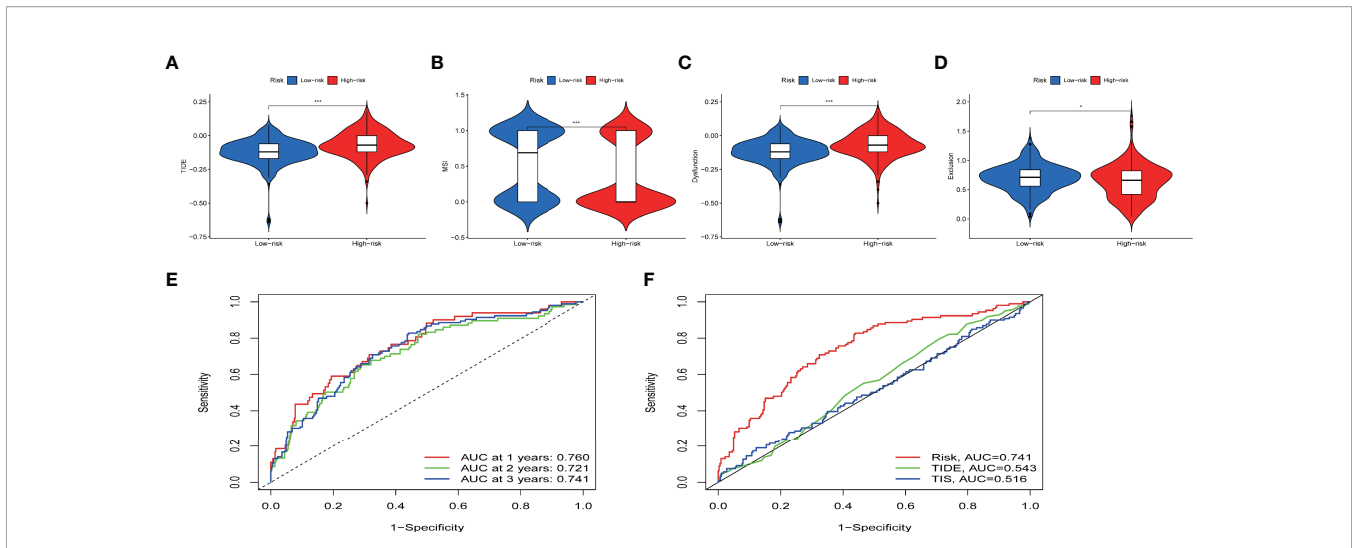 A
B
C
D
Risk Low-risk High-risk
Risk Low-risk High-risk
Risk Low-risk High-risk
Risk Low-risk High-risk
0.25
0.00
-0.25
-0.50
-0.75
TIDE
***
Low-risk High-risk
1.5
1.0
0.5
0.0
-0.5
MSI
***
Low-risk High-risk
0.25
0.00
-0.25
-0.50
-0.75
Dysfunction
***
Low-risk High-risk
2.0
1.5
1.0
0.5
0.0
Exclusion
*
Low-risk High-risk
E
1.0
0.8
0.6
0.4
0.2
0.0
Sensitivity
AUC at 1 years: 0.760
AUC at 2 years: 0.721
AUC at 3 years: 0.741
0.0 0.2 0.4 0.6 0.8 1.0
1-Specificity
F
1.0
0.8
0.6
0.4
0.2
0.0
Sensitivity
Risk, AUC=0.741
TIDE, AUC=0.543
TIS, AUC=0.516
0.0 0.2 0.4 0.6 0.8 1.0
1-Specificity